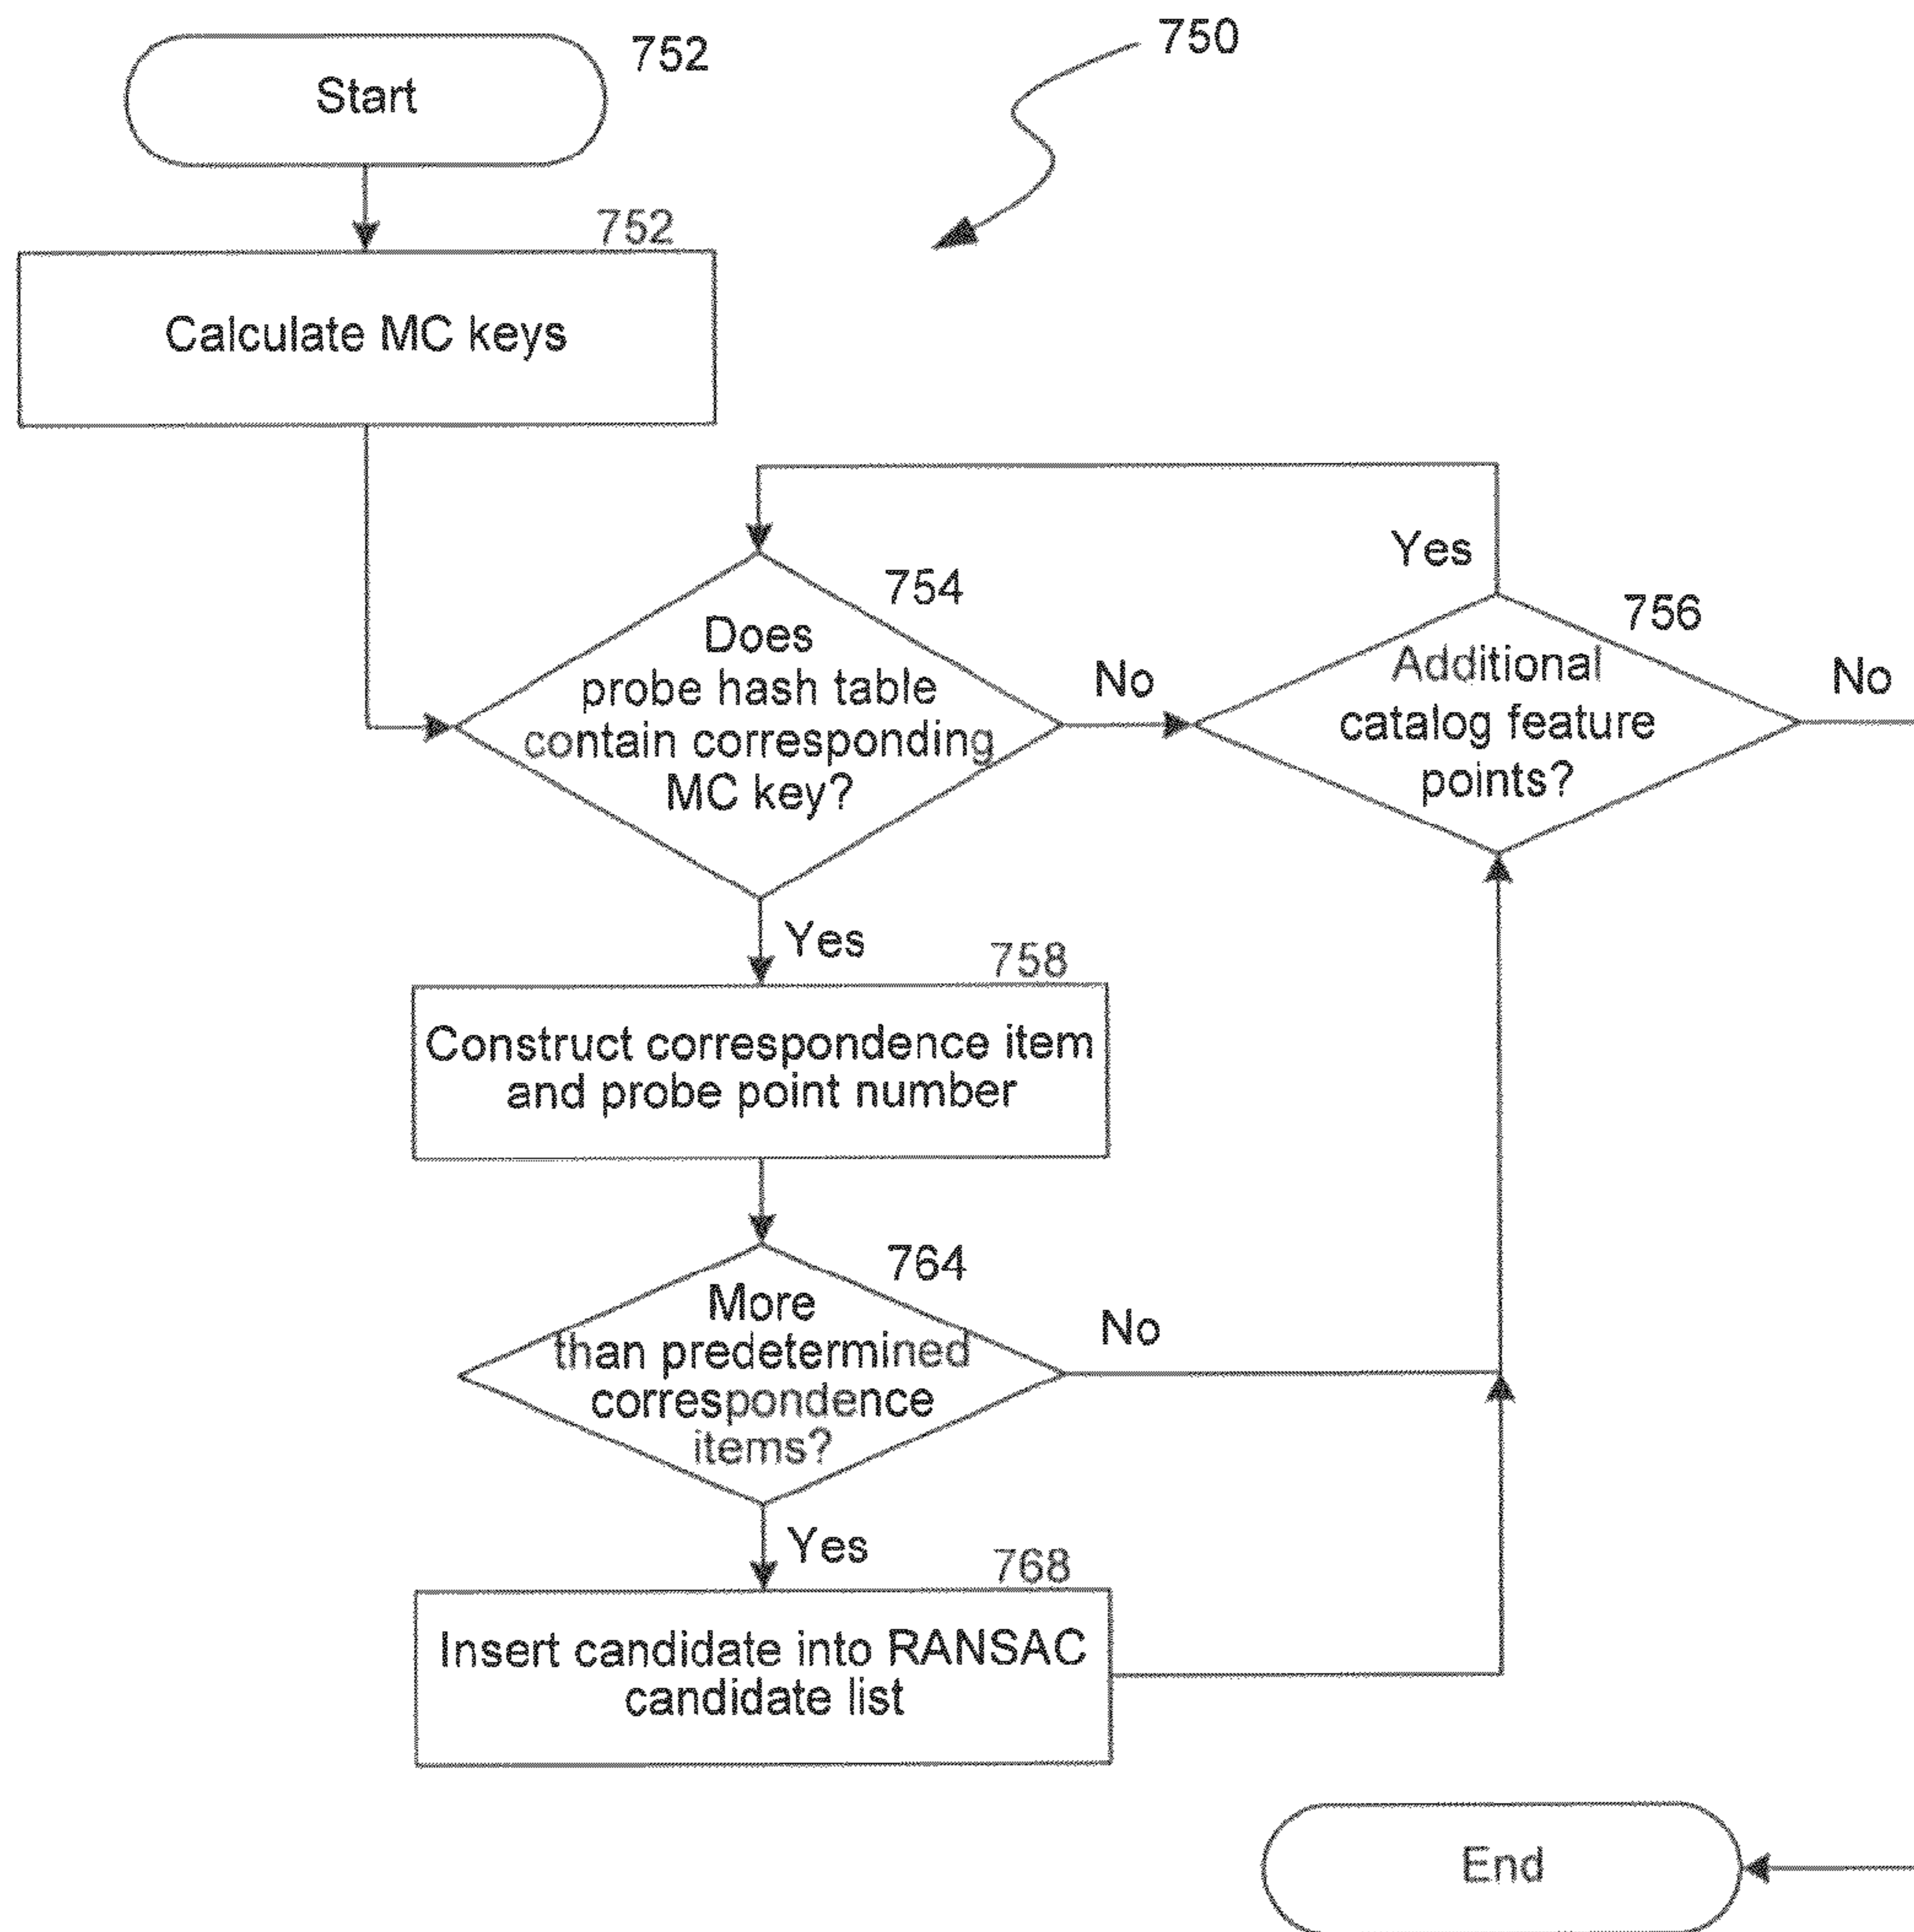 750
752
Start
752
Calculate MC keys
754
Does
probe hash table
contain corresponding
MC key?
No
Yes
756
Additional
catalog feature
points?
No
Yes
758
Construct correspondence item
and probe point number
764
More
than predetermined
correspondence
items?
No
Yes
768
Insert candidate into RANSAC
candidate list
End